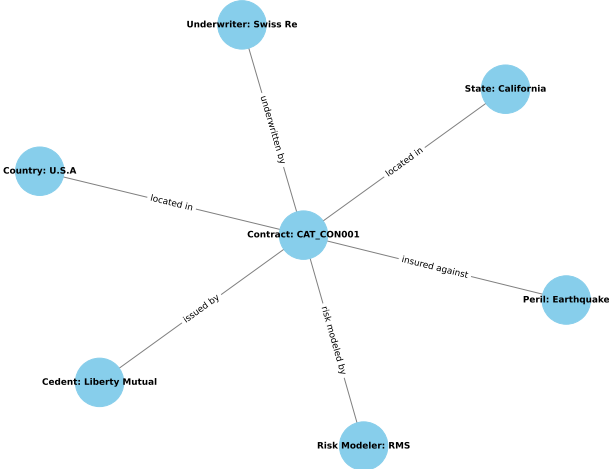 Underwriter: Swiss Re
State: California
underwritten by
located in
Country: U.S.A
located in
Contract: CAT_CON001
insured against
Peril: Earthquake
issued by
risk modeled by
Cedent: Liberty Mutual
Risk Modeler: RMS